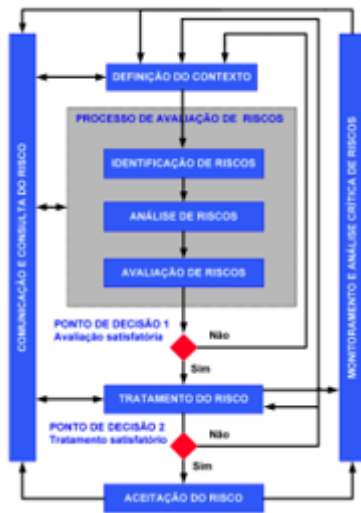 DEFINIÇÃO DO CONTEXTO
PROCESSO DE AVALIAÇÃO DE RISCOS
IDENTIFICAÇÃO DE RISCOS
ANÁLISE DE RISCOS
AVALIAÇÃO DE RISCOS
PONTO DE DECISÃO 1
Avaliação satisfatória
Não
Sim
TRATAMENTO DO RISCO
PONTO DE DECISÃO 2
Tratamento satisfatório
Não
Sim
ACEITAÇÃO DO RISCO
COMUNICAÇÃO E CONSULTA DO RISCO
MONITORAMENTO E ANÁLISE CRÍTICA DE RISCOS